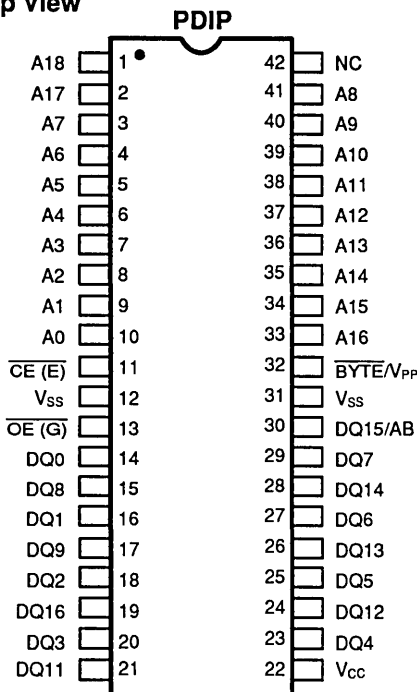 p View
PDIP
A18 1 42 NC
A17 2 41 A8
A7 3 40 A9
A6 4 39 A10
A5 5 38 A11
A4 6 37 A12
A3 7 36 A13
A2 8 35 A14
A1 9 34 A15
A0 10 33 A16
CE (E) 11 32 BYTE/VPP
VSS 12 31 VSS
OE (G) 13 30 DQ15/AB
DQ0 14 29 DQ7
DQ8 15 28 DQ14
DQ1 16 27 DQ6
DQ9 17 26 DQ13
DQ2 18 25 DQ5
DQ16 19 24 DQ12
DQ3 20 23 DQ4
DQ11 21 22 VCC